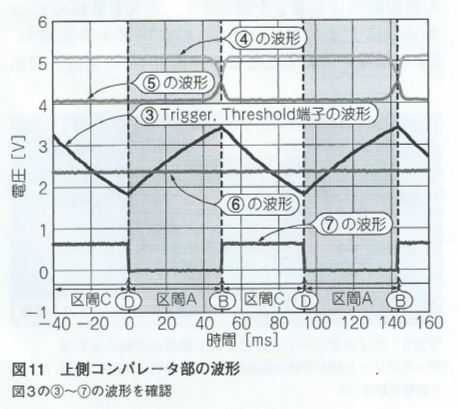 ④の波形
⑤の波形
③Trigger, Threshold端子の波形
⑥の波形
⑦の波形
電圧 [V]
6
5
4
3
2
1
0
−1
区間C Ⓓ 区間A Ⓑ 区間C Ⓓ 区間A Ⓑ
−40 −20 0 20 40 60 80 100 120 140 160
時間 [ms]
図11 上側コンパレータ部の波形
図3の③〜⑦の波形を確認